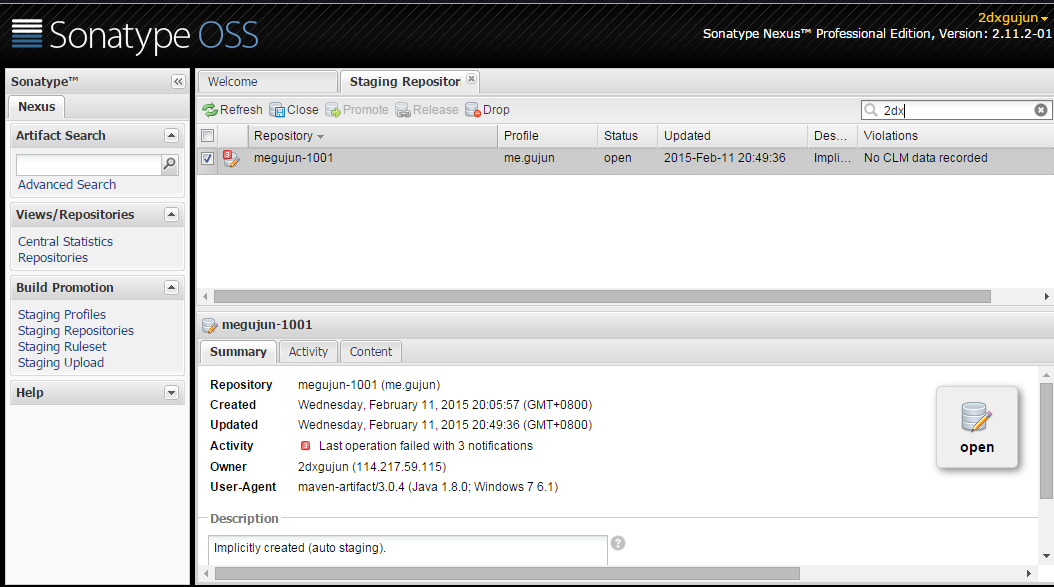 Sonatype OSS
2dxgujun
Sonatype Nexus™ Professional Edition, Version: 2.11.2-01
Sonatype™
Nexus
Artifact Search
Advanced Search
Views/Repositories
Central Statistics
Repositories
Build Promotion
Staging Profiles
Staging Repositories
Staging Ruleset
Staging Upload
Help
Welcome
Staging Repositor
Refresh Close Promote Release Drop
2dx
Repository Profile Status Updated Des... Violations
3 megujun-1001 me.gujun open 2015-Feb-11 20:49:36 Impli... No CLM data recorded
megujun-1001
Summary Activity Content
Repository megujun-1001 (me.gujun)
Created Wednesday, February 11, 2015 20:05:57 (GMT+0800)
Updated Wednesday, February 11, 2015 20:49:36 (GMT+0800)
Activity 3 Last operation failed with 3 notifications
Owner 2dxgujun (114.217.59.115)
User-Agent maven-artifact/3.0.4 (Java 1.8.0; Windows 7 6.1)
open
Description
Implicitly created (auto staging).
?